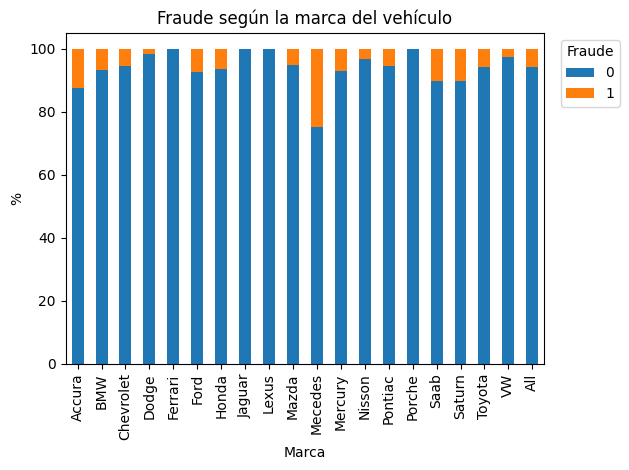 Fraude según la marca del vehículo
Fraude
0
1
100
80
60
40
20
0
%
Accura
BMW
Chevrolet
Dodge
Ferrari
Ford
Honda
Jaguar
Lexus
Mazda
Mecedes
Mercury
Nisson
Pontiac
Porche
Saab
Saturn
Toyota
VW
All
Marca